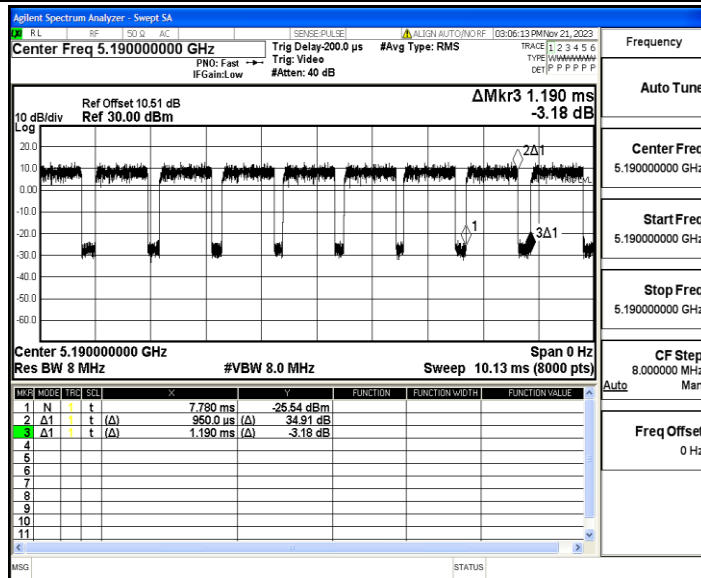 Agilent Spectrum Analyzer - Swept SA
RL RF 50 Ω AC SENSE:PULSE ALIGN AUTO/NO RF 03:06:13 PM Nov 21, 2023
Center Freq 5.190000000 GHz
PNO: Fast
IFGain:Low
Trig Delay-200.0 µs
Trig: Video
#Atten: 40 dB
#Avg Type: RMS
TRACE 1 2 3 4 5 6
TYPE
DET P P P P P P
Ref Offset 10.51 dB
10 dB/div Ref 30.00 dBm
Log
ΔMkr3 1.190 ms
-3.18 dB
20.0
10.0
0.00
-10.0
-20.0
-30.0
-40.0
-50.0
-60.0
2Δ1
1
3Δ1
Center 5.190000000 GHz Span 0 Hz
Res BW 8 MHz #VBW 8.0 MHz Sweep 10.13 ms (8000 pts)
MKR MODE TRC SCL X Y FUNCTION FUNCTION WIDTH FUNCTION VALUE
1 N 1 t 7.780 ms -25.54 dBm
2 Δ1 1 t (Δ) 950.0 µs (Δ) 34.91 dB
3 Δ1 1 t (Δ) 1.190 ms (Δ) -3.18 dB
4
5
6
7
8
9
10
11
MSG STATUS
Frequency
Auto Tune
Center Freq
5.190000000 GHz
Start Freq
5.190000000 GHz
Stop Freq
5.190000000 GHz
CF Step
8.000000 MHz
Auto Man
Freq Offset
0 Hz